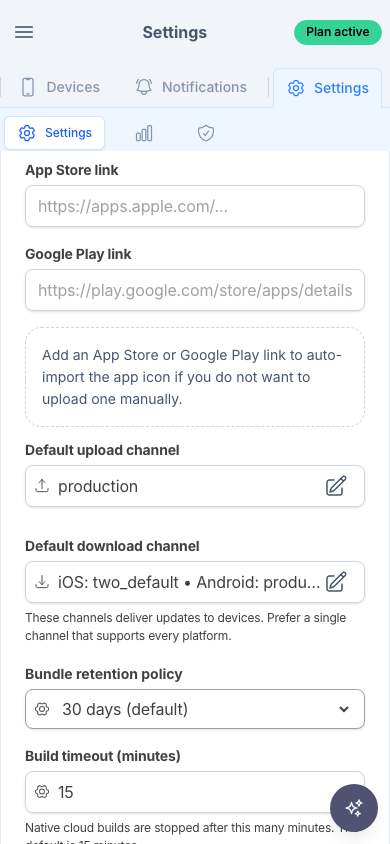 Settings
Plan active
Devices
Notifications
Settings
Settings
App Store link
https://apps.apple.com/...
Google Play link
https://play.google.com/store/apps/details
Add an App Store or Google Play link to auto-
import the app icon if you do not want to
upload one manually.
Default upload channel
production
Default download channel
iOS: two_default • Android: produ...
These channels deliver updates to devices. Prefer a single
channel that supports every platform.
Bundle retention policy
30 days (default)
Build timeout (minutes)
15
Native cloud builds are stopped after this many minutes.
default is 15 minutes